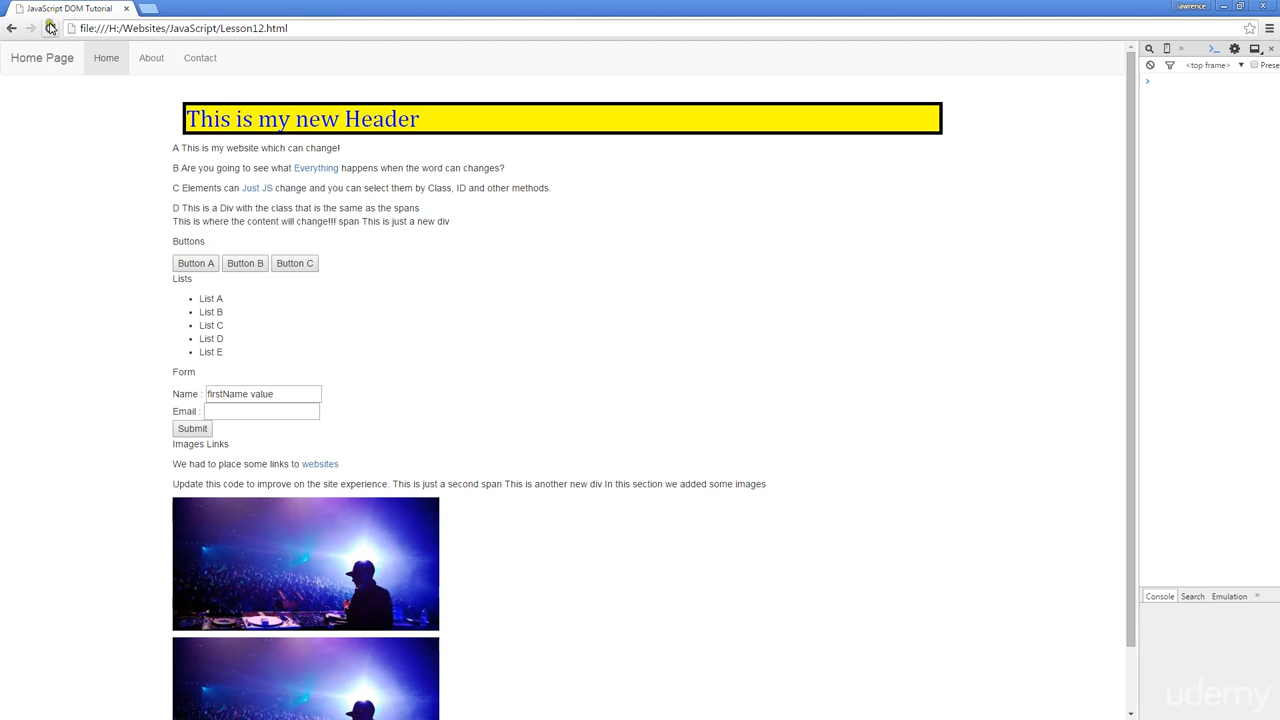 JavaScript DOM Tutorial
lawrence
file:///H:/Websites/JavaScript/Lesson12.html
Home Page Home About Contact
<top frame> Prese
This is my new Header
A This is my website which can change!
B Are you going to see what Everything happens when the word can changes?
C Elements can Just JS change and you can select them by Class, ID and other methods.
D This is a Div with the class that is the same as the spans
This is where the content will change!!! span This is just a new div
Buttons
Button A Button B Button C
Lists
• List A
• List B
• List C
• List D
• List E
Form
Name : firstName value
Email :
Submit
Images Links
We had to place some links to websites
Update this code to improve on the site experience. This is just a second span This is another new div In this section we added some images
Console Search Emulation
udemy